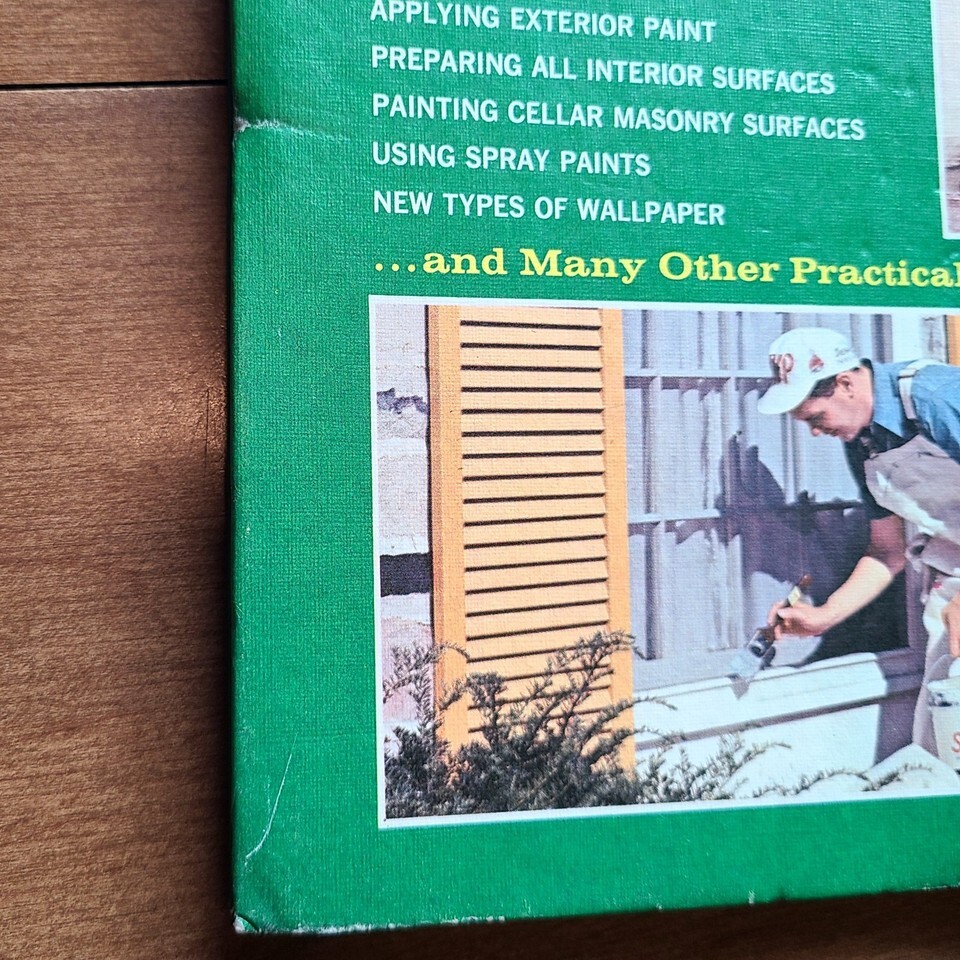 APPLYING EXTERIOR PAINT
PREPARING ALL INTERIOR SURFACES
PAINTING CELLAR MASONRY SURFACES
USING SPRAY PAINTS
NEW TYPES OF WALLPAPER
...and Many Other Practical